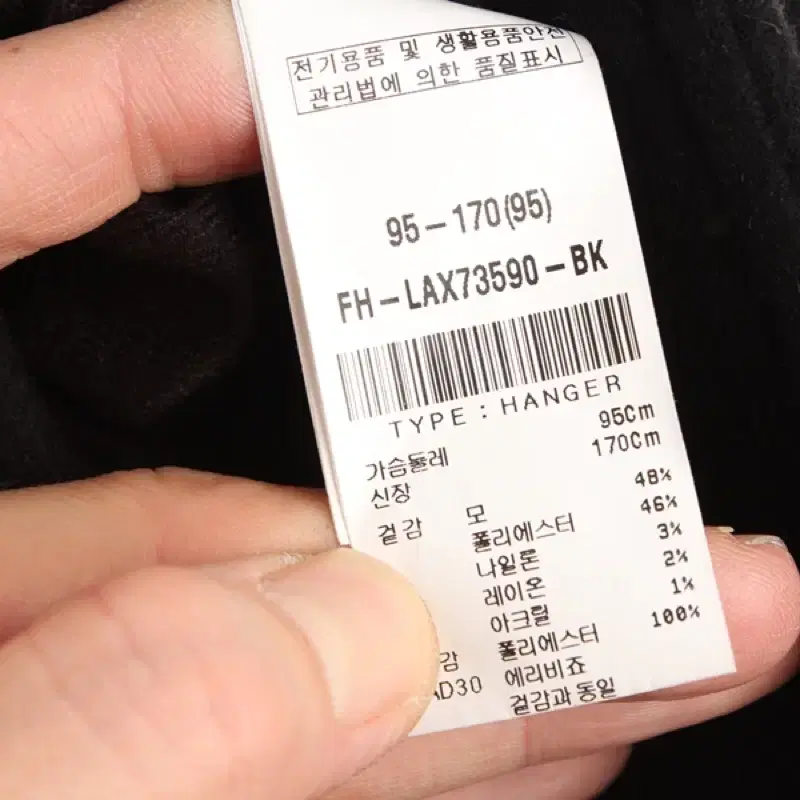 전기용품 및 생활용품안전
관리법에 의한 품질표시
95-170(95)
FH-LAX73590-BK
TYPE : HANGER
가슴둘레 95Cm
신장 170Cm
겉감 모 48%
폴리에스터 46%
나일론 3%
레이온 2%
아크릴 1%
감 폴리에스터 100%
AD30 에리비죠
겉감과 동일